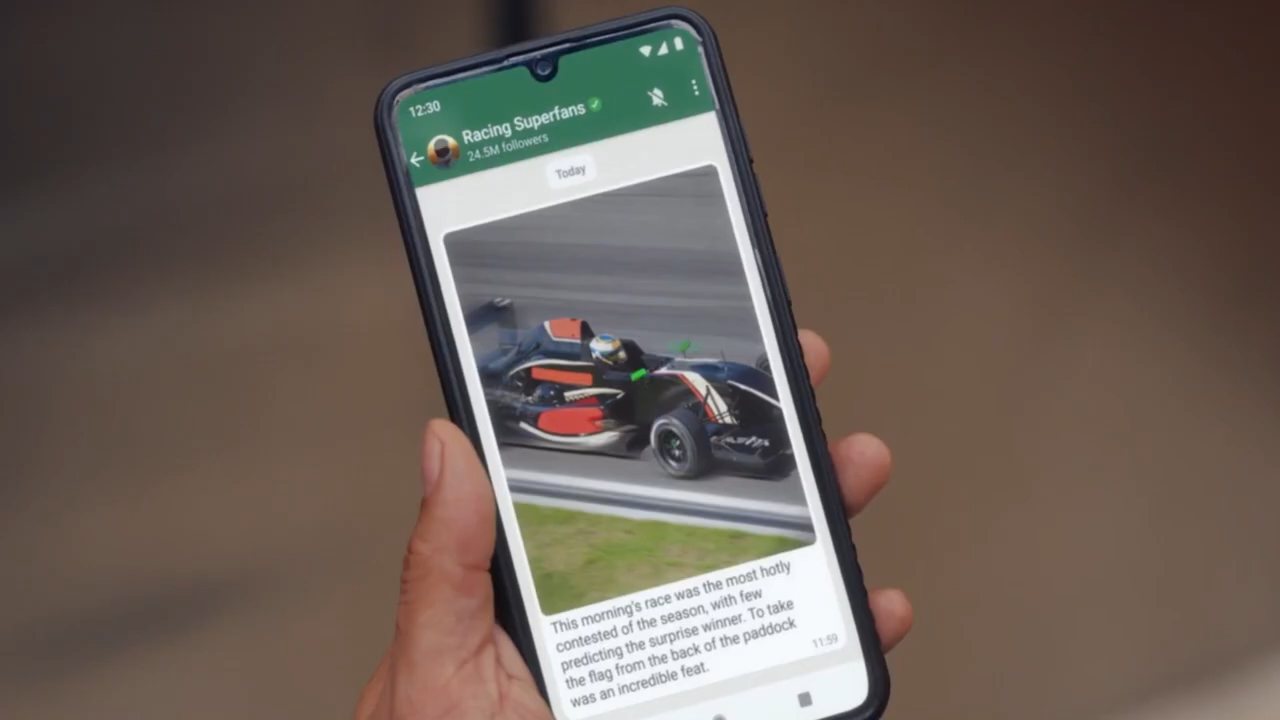 12:30
Racing Superfans
24.5M followers
Today
This morning's race was the most hotly
contested of the season, with few
predicting the surprise winner. To take
the flag from the back of the paddock
was an incredible feat.
11:59